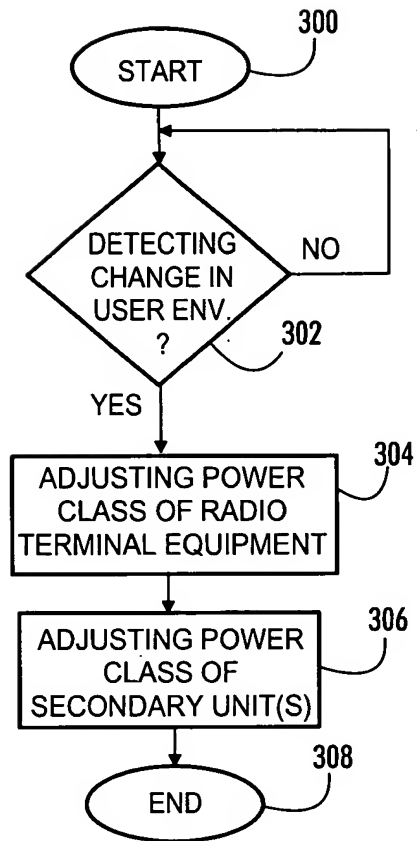 300
START
DETECTING
CHANGE IN
USER ENV.
?
NO
302
YES
304
ADJUSTING POWER
CLASS OF RADIO
TERMINAL EQUIPMENT
306
ADJUSTING POWER
CLASS OF
SECONDARY UNIT(S)
308
END